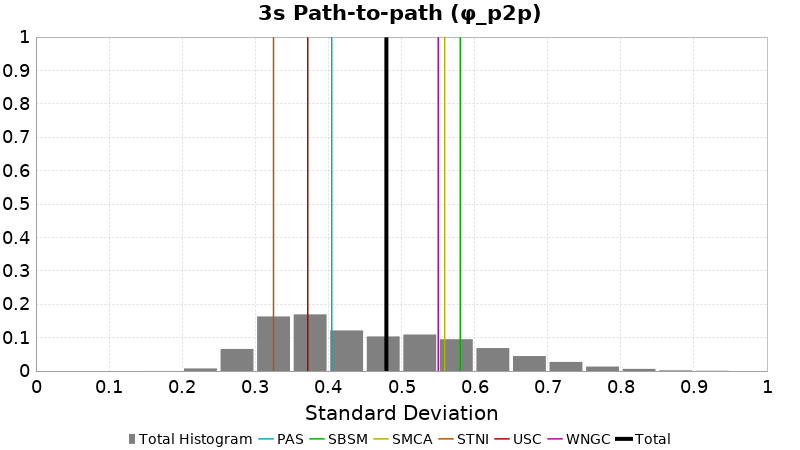 3s Path-to-path (φ_p2p)
1
0.9
0.8
0.7
0.6
0.5
0.4
0.3
0.2
0.1
0
0 0.1 0.2 0.3 0.4 0.5 0.6 0.7 0.8 0.9 1
Standard Deviation
Total Histogram PAS SBSM SMCA STNI USC WNGC Total